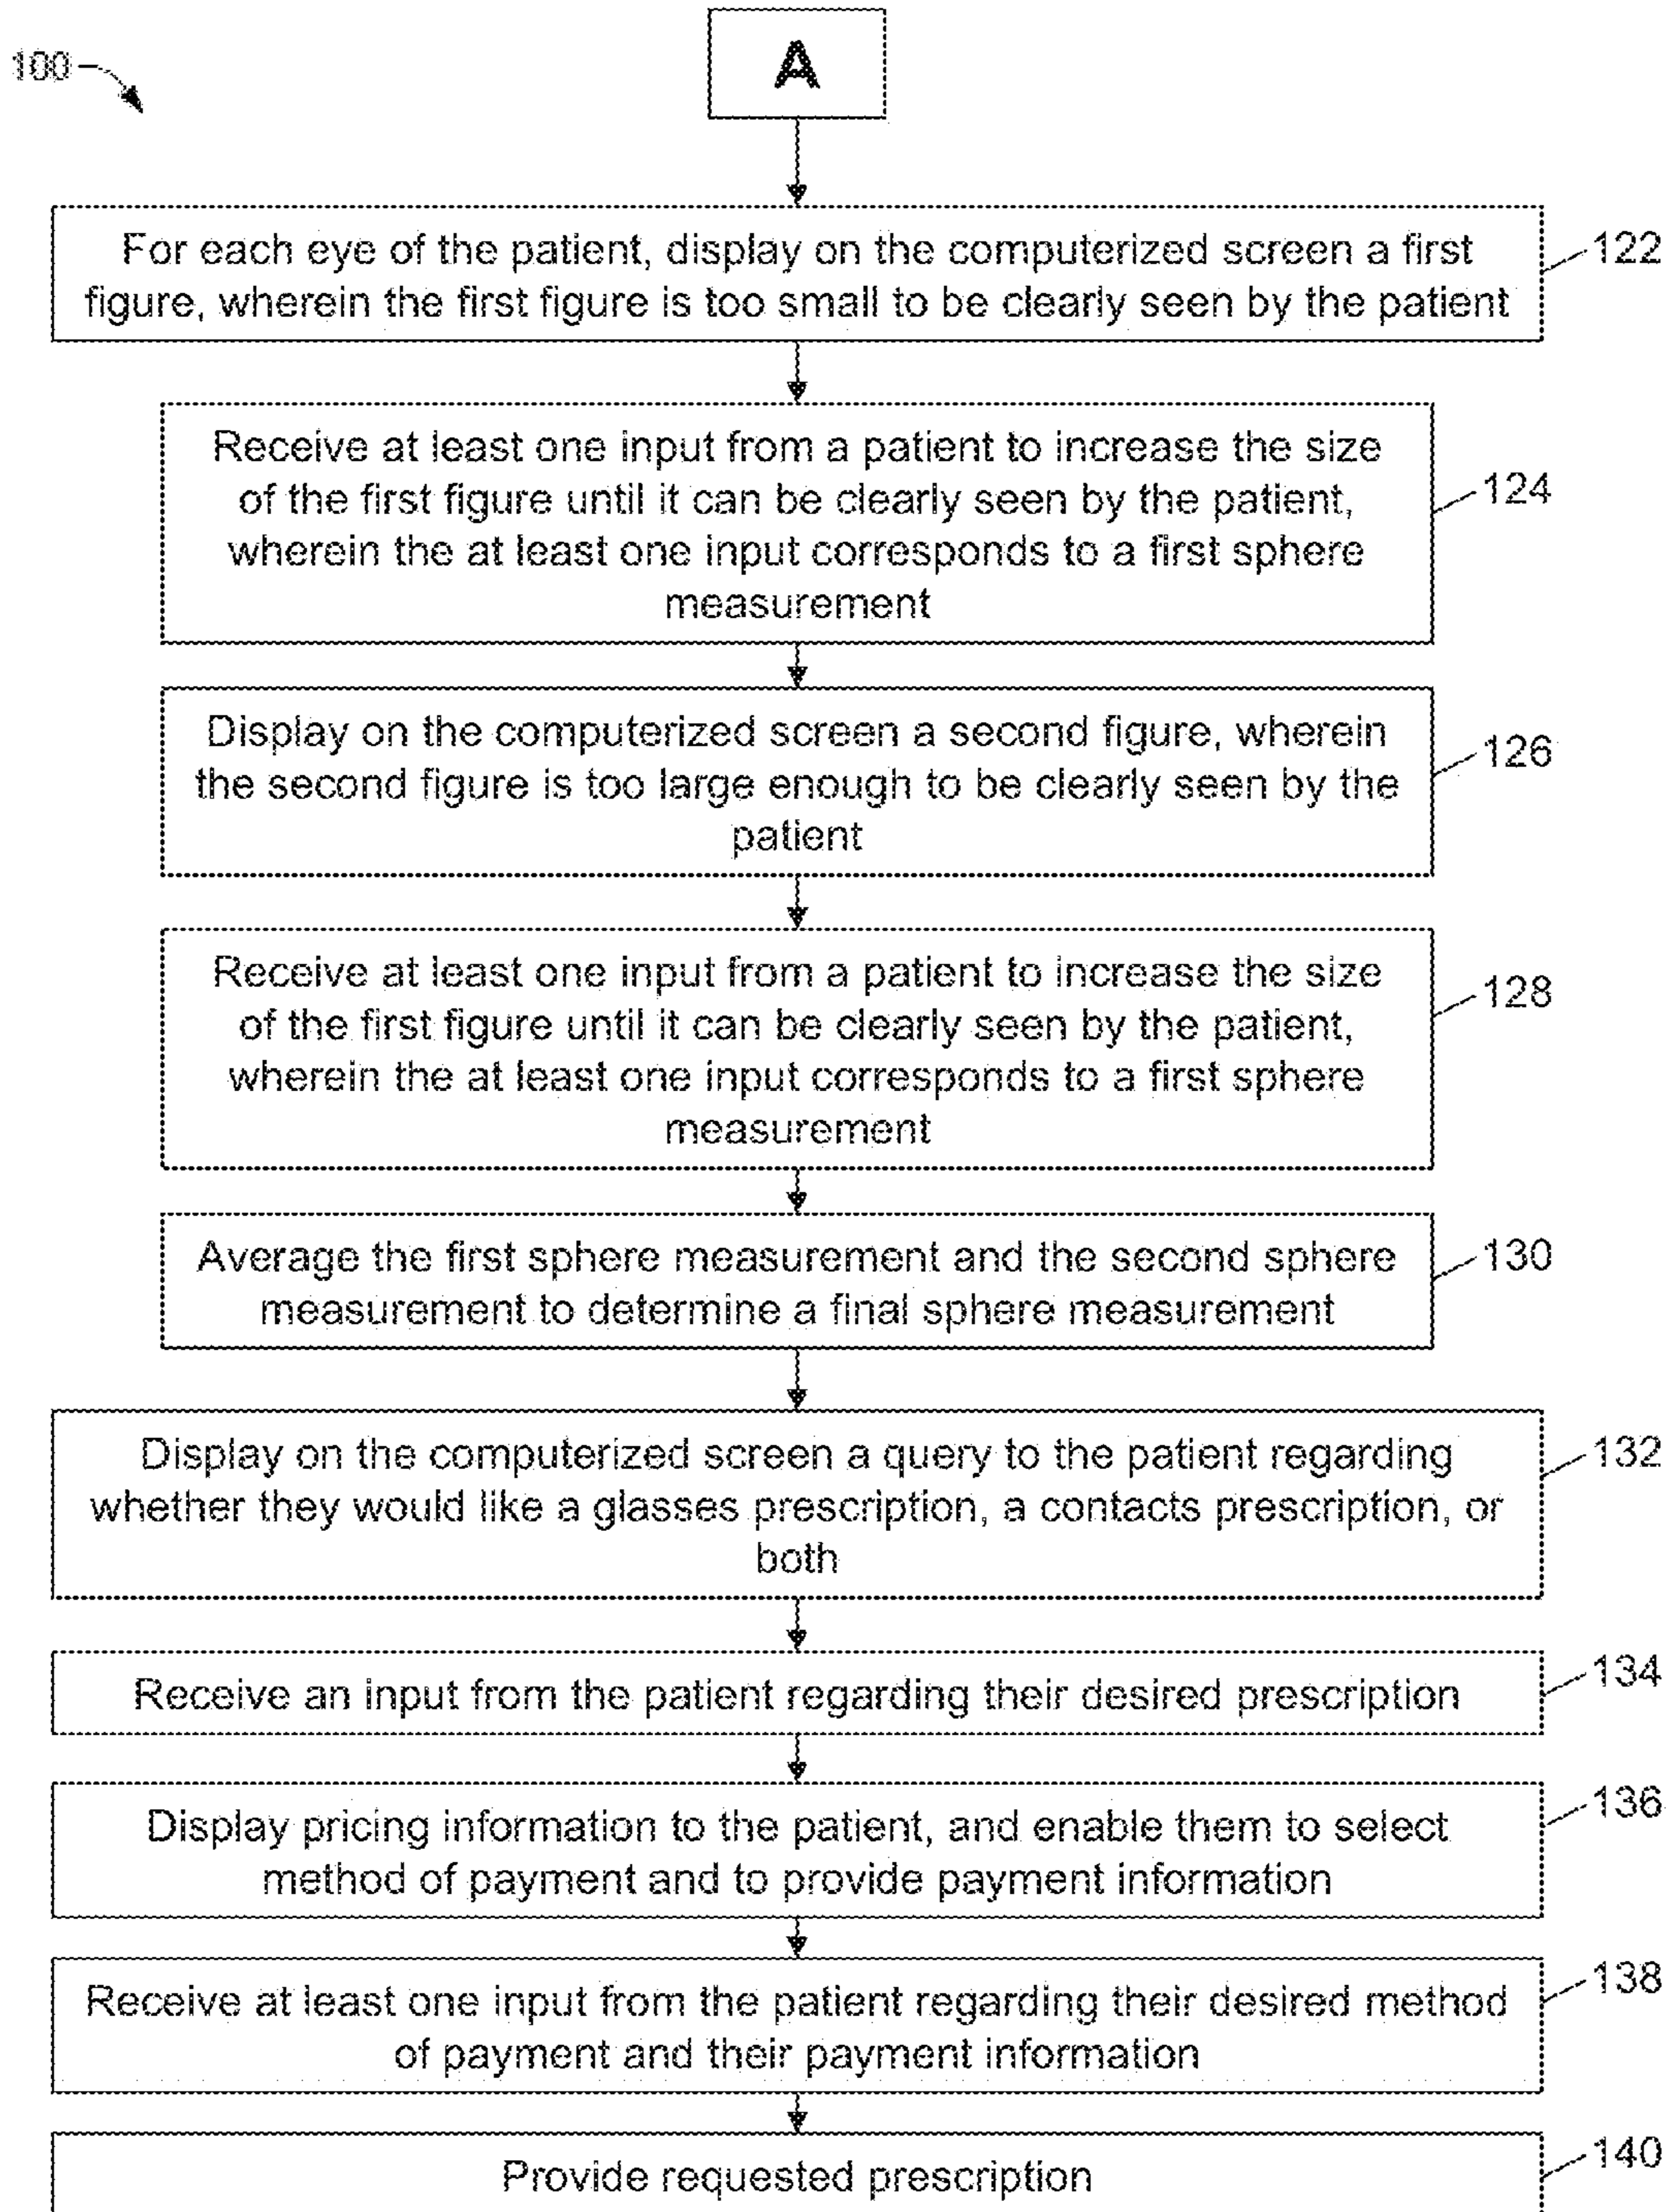 100
A
For each eye of the patient, display on the computerized screen a first
figure, wherein the first figure is too small to be clearly seen by the patient
122
Receive at least one input from a patient to increase the size
of the first figure until it can be clearly seen by the patient,
wherein the at least one input corresponds to a first sphere
measurement
124
Display on the computerized screen a second figure, wherein
the second figure is too large enough to be clearly seen by the
patient
126
Receive at least one input from a patient to increase the size
of the first figure until it can be clearly seen by the patient,
wherein the at least one input corresponds to a first sphere
measurement
128
Average the first sphere measurement and the second sphere
measurement to determine a final sphere measurement
130
Display on the computerized screen a query to the patient regarding
whether they would like a glasses prescription, a contacts prescription, or
both
132
Receive an input from the patient regarding their desired prescription
134
Display pricing information to the patient, and enable them to select
method of payment and to provide payment information
136
Receive at least one input from the patient regarding their desired method
of payment and their payment information
138
Provide requested prescription
140